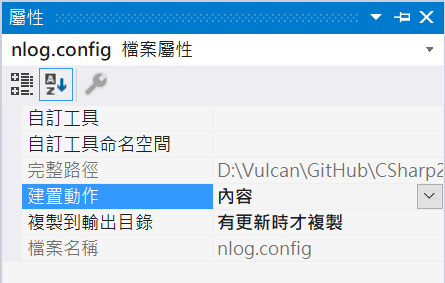 屬性
nlog.config 檔案屬性
自訂工具
自訂工具命名空間
完整路徑 D:\Vulcan\GitHub\CSharp2
建置動作 內容
複製到輸出目錄 有更新時才複製
檔案名稱 nlog.config